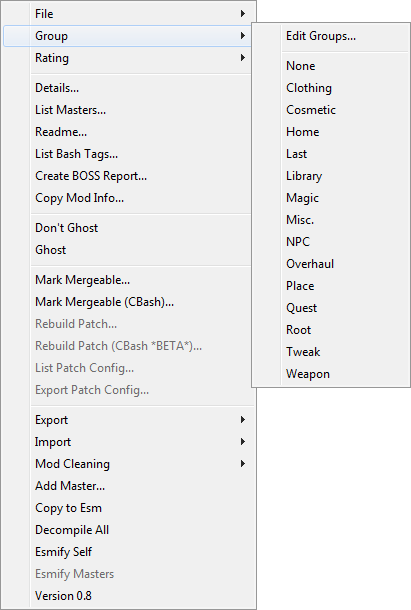 File
Group
Rating
Details...
List Masters...
Readme...
List Bash Tags...
Create BOSS Report...
Copy Mod Info...
Don't Ghost
Ghost
Mark Mergeable...
Mark Mergeable (CBash)...
Rebuild Patch...
Rebuild Patch (CBash *BETA*)...
List Patch Config...
Export Patch Config...
Export
Import
Mod Cleaning
Add Master...
Copy to Esm
Decompile All
Esmify Self
Esmify Masters
Version 0.8
Edit Groups...
None
Clothing
Cosmetic
Home
Last
Library
Magic
Misc.
NPC
Overhaul
Place
Quest
Root
Tweak
Weapon